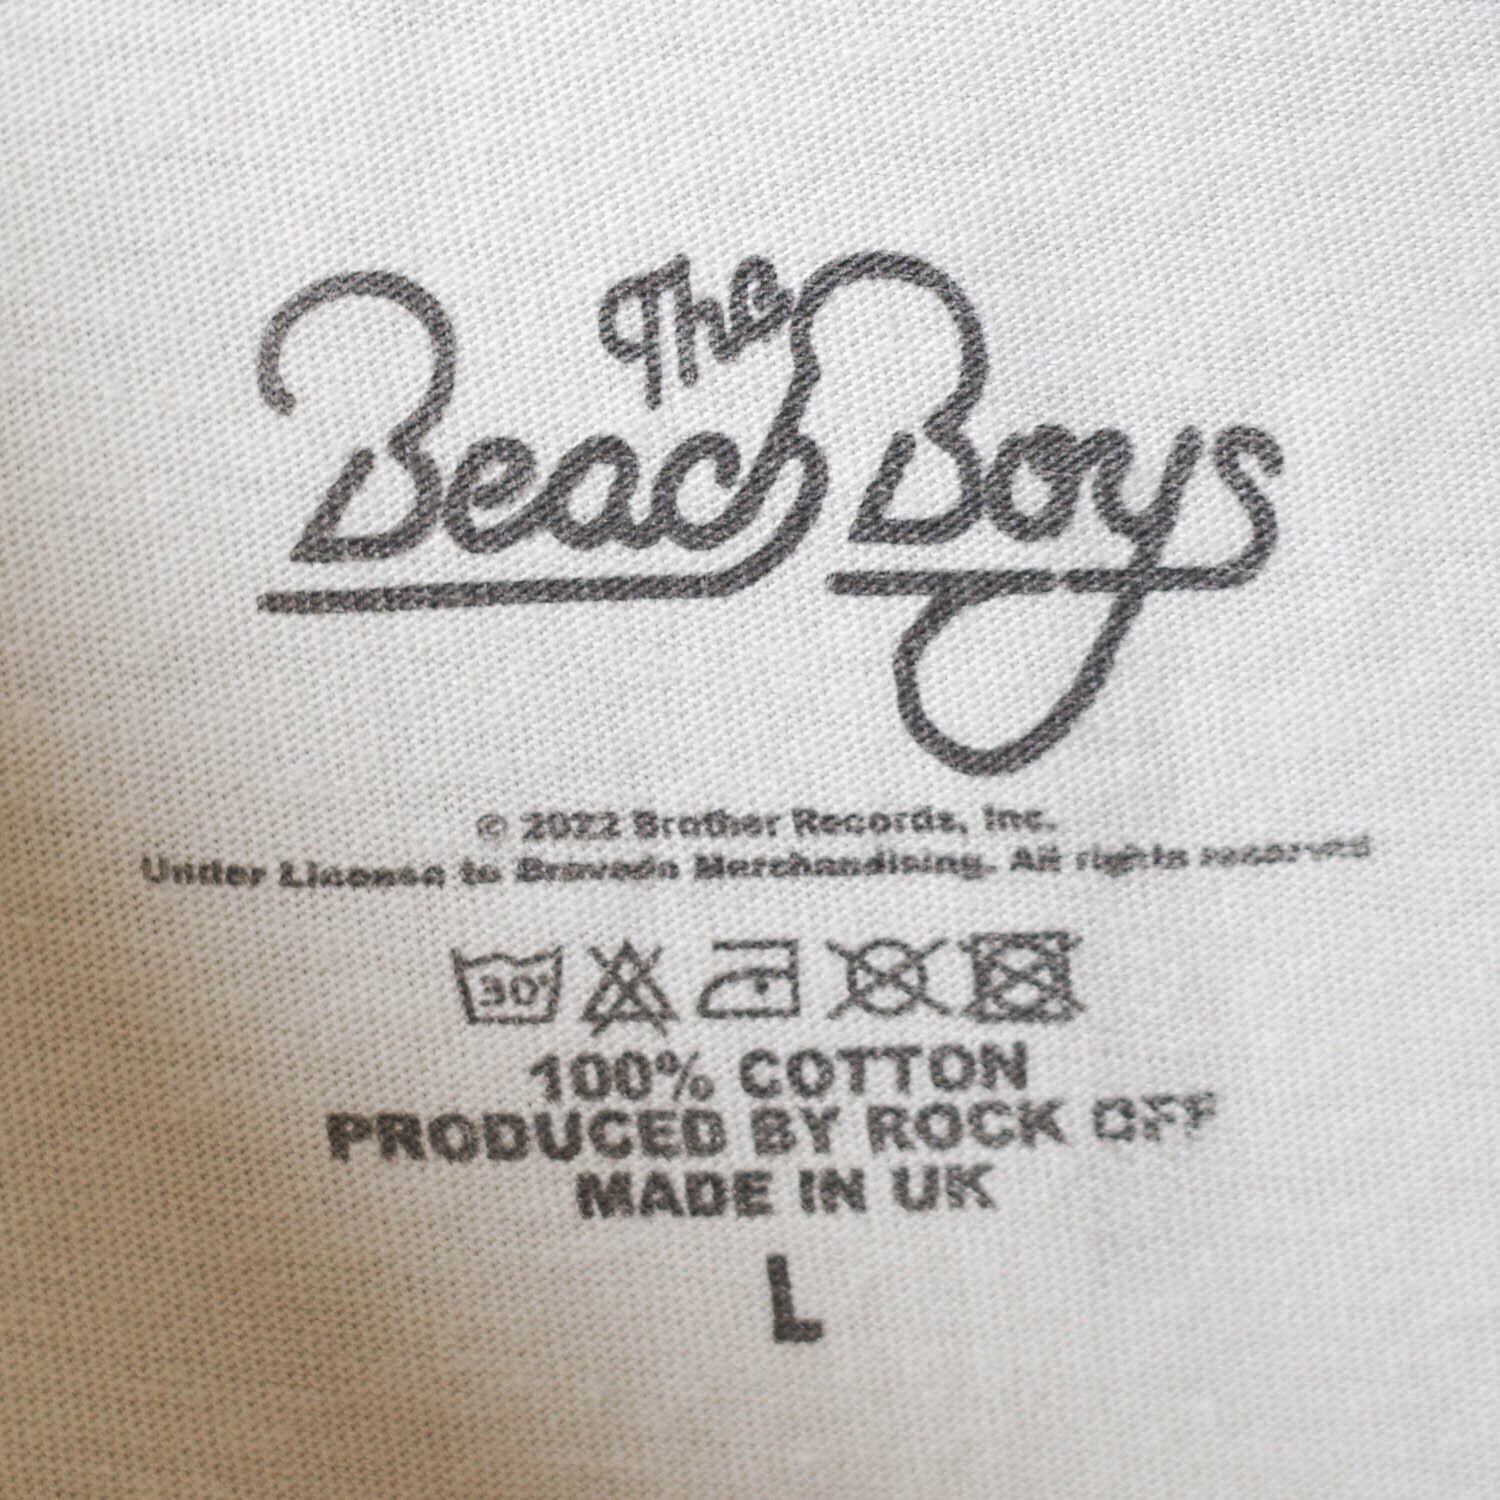 The
Beach Boys
© 2022 Brother Records, Inc.
Under License to Bravado Merchandising. All rights reserved
30°
100% COTTON
PRODUCED BY ROCK OFF
MADE IN UK
L